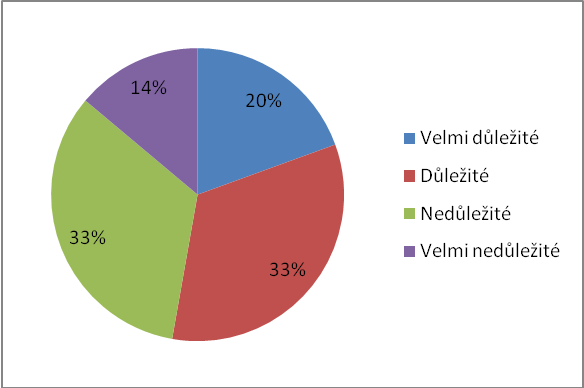 20%
33%
33%
14%
Velmi důležité
Důležité
Nedůležité
Velmi nedůležité